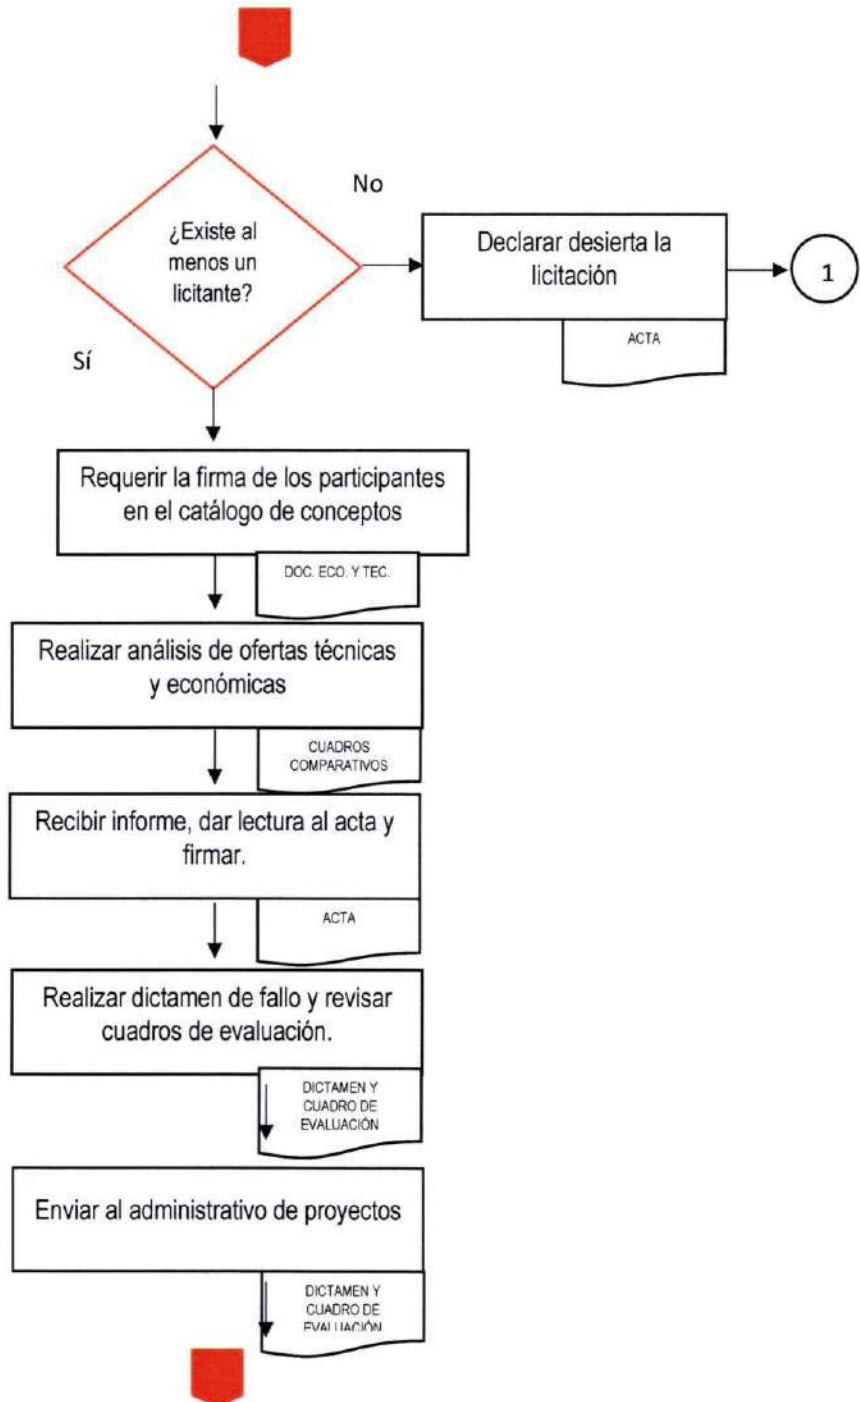 ¿Existe al
menos un
licitante?
No
Declarar desierta la
licitación
1
ACTA
Sí
Requerir la firma de los participantes
en el catálogo de conceptos
DOC. ECO. Y TEC.
Realizar análisis de ofertas técnicas
y económicas
CUADROS
COMPARATIVOS
Recibir informe, dar lectura al acta y
firmar.
ACTA
Realizar dictamen de fallo y revisar
cuadros de evaluación.
DICTAMEN Y
CUADRO DE
EVALUACIÓN
Enviar al administrativo de proyectos
DICTAMEN Y
CUADRO DE
EVALUACIÓN